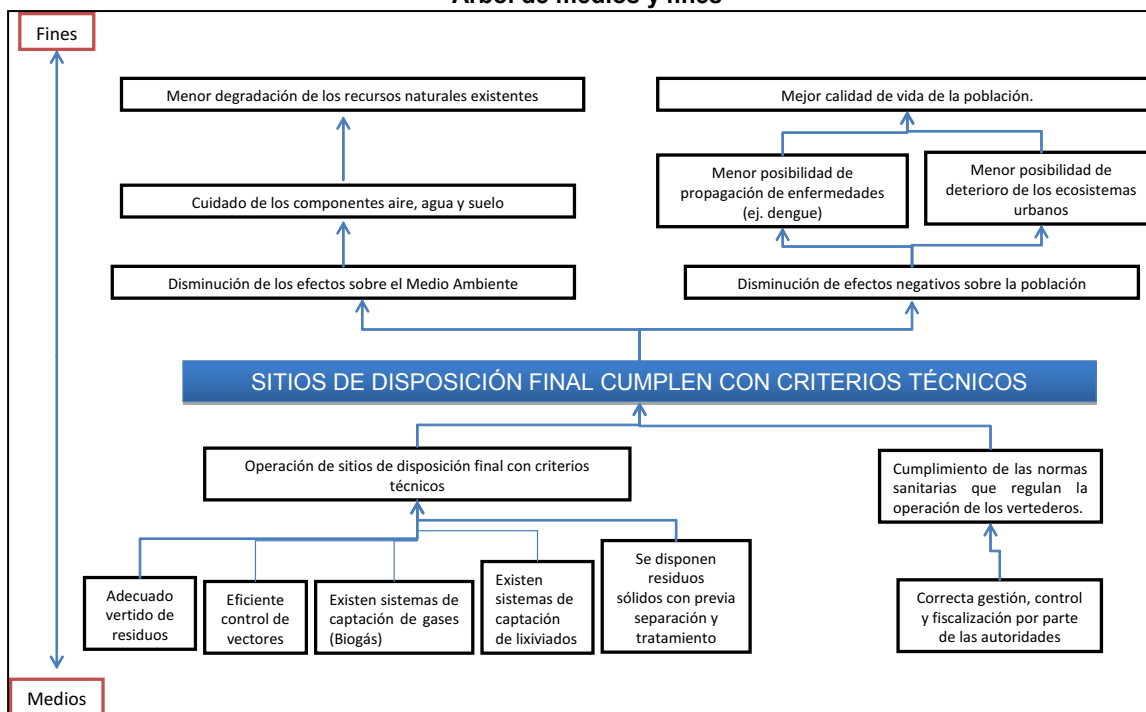 Árbol de medios y fines
Fines
Menor degradación de los recursos naturales existentes
Mejor calidad de vida de la población.
Cuidado de los componentes aire, agua y suelo
Menor posibilidad de
propagación de enfermedades
(ej. dengue)
Menor posibilidad de
deterioro de los ecosistemas
urbanos
Disminución de los efectos sobre el Medio Ambiente
Disminución de efectos negativos sobre la población
SITIOS DE DISPOSICIÓN FINAL CUMPLEN CON CRITERIOS TÉCNICOS
Operación de sitios de disposición final con criterios
técnicos
Cumplimiento de las normas
sanitarias que regulan la
operación de los vertederos.
Adecuado
vertido de
residuos
Eficiente
control de
vectores
Existen sistemas de
captación de gases
(Biogás)
Existen
sistemas de
captación
de lixiviados
Se disponen
residuos
sólidos con previa
separación y
tratamiento
Correcta gestión, control
y fiscalización por parte
de las autoridades
Medios